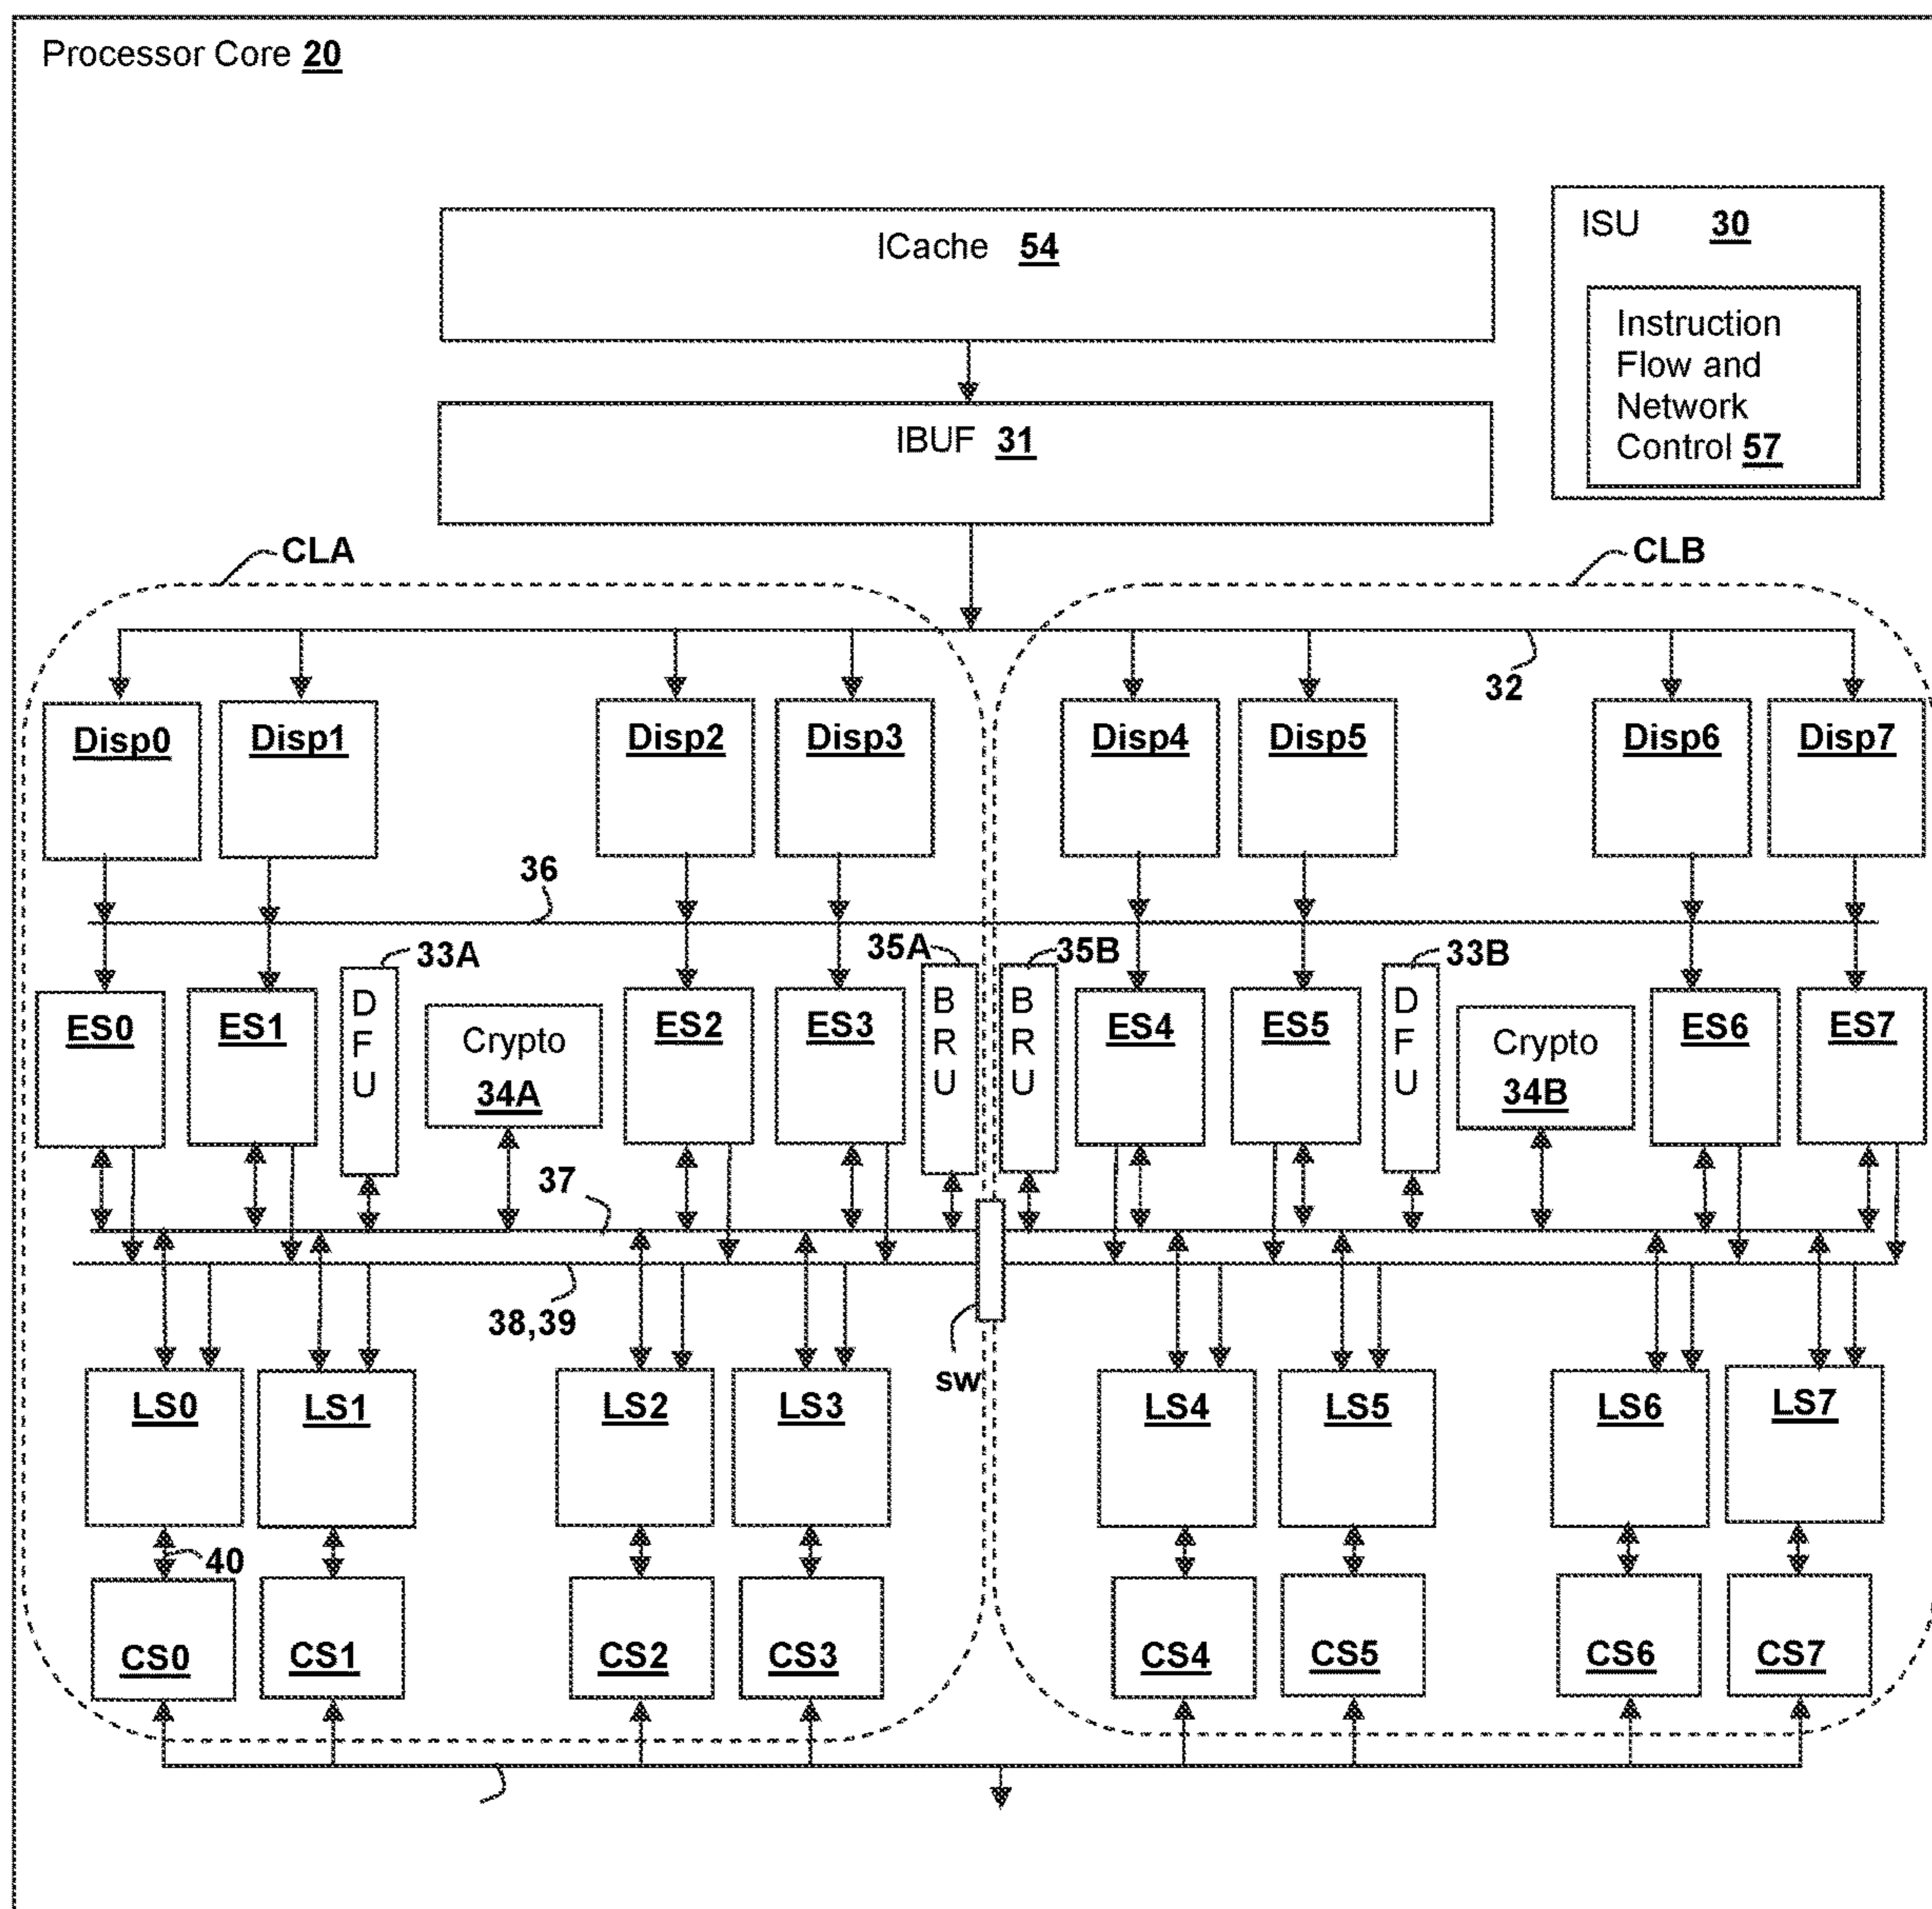 Processor Core 20
ICache 54
ISU 30
Instruction
Flow and
Network
Control 57
IBUF 31
CLA
CLB
32
Disp0 Disp1 Disp2 Disp3 Disp4 Disp5 Disp6 Disp7
36
33A
35A
35B
33B
ES0 ES1
D
F
U
Crypto
34A
ES2 ES3
B
R
U
B
R
U
ES4 ES5
D
F
U
Crypto
34B
ES6 ES7
37
38,39
sw
LS0 LS1 LS2 LS3 LS4 LS5 LS6 LS7
40
CS0 CS1 CS2 CS3 CS4 CS5 CS6 CS7